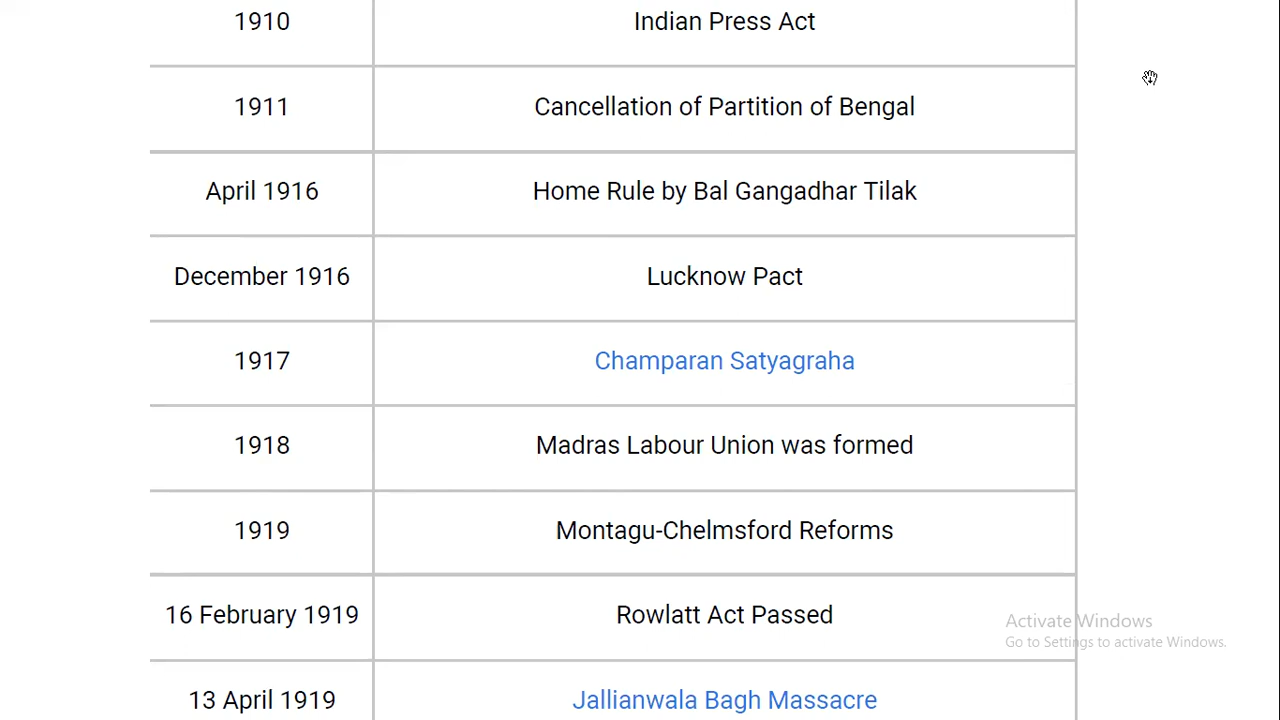 1910 Indian Press Act
1911 Cancellation of Partition of Bengal
April 1916 Home Rule by Bal Gangadhar Tilak
December 1916 Lucknow Pact
1917 Champaran Satyagraha
1918 Madras Labour Union was formed
1919 Montagu-Chelmsford Reforms
16 February 1919 Rowlatt Act Passed
Activate Windows
Go to Settings to activate Windows.
13 April 1919 Jallianwala Bagh Massacre